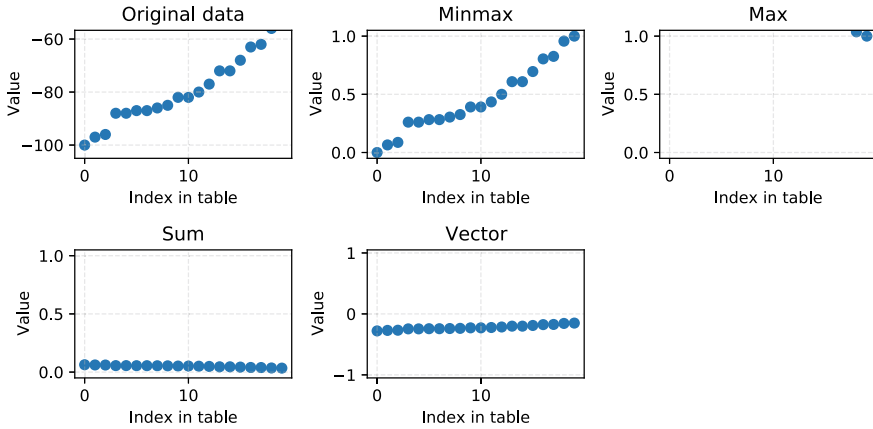 Original data
−60
−80
−100
Value
0
10
Index in table
Minmax
1.0
0.5
0.0
Value
0
10
Index in table
Max
1.0
0.5
0.0
Value
0
10
Index in table
Sum
1.0
0.5
0.0
Value
0
10
Index in table
Vector
1
0
−1
Value
0
10
Index in table